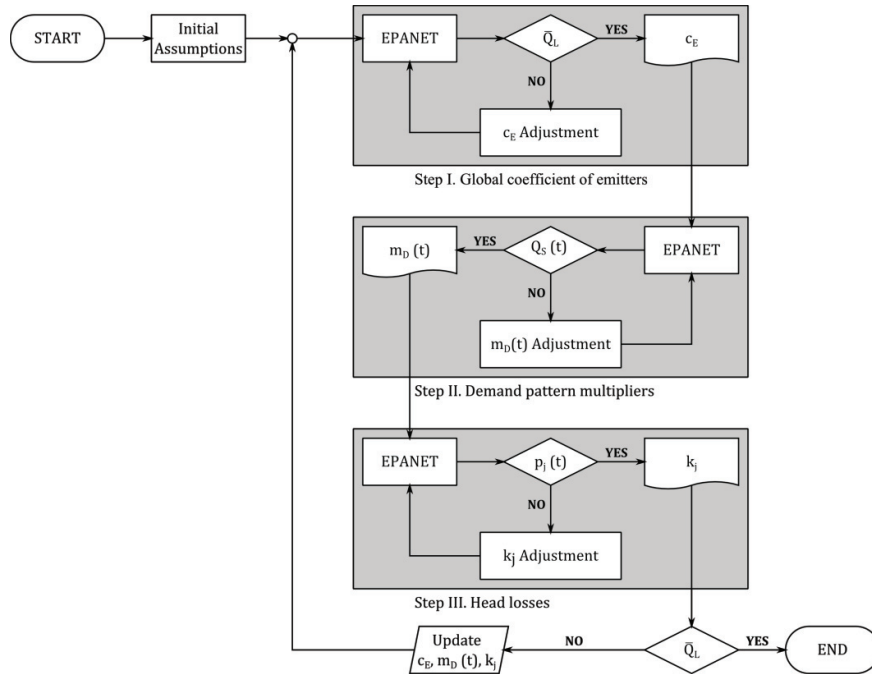 START
Initial
Assumptions
EPANET
Q̅L
YES
cE
NO
cE Adjustment
Step I. Global coefficient of emitters
mD (t)
YES
QS (t)
EPANET
NO
mD(t) Adjustment
Step II. Demand pattern multipliers
EPANET
pj (t)
YES
kj
NO
kj Adjustment
Step III. Head losses
Update
cE, mD (t), kj
NO
Q̅L
YES
END